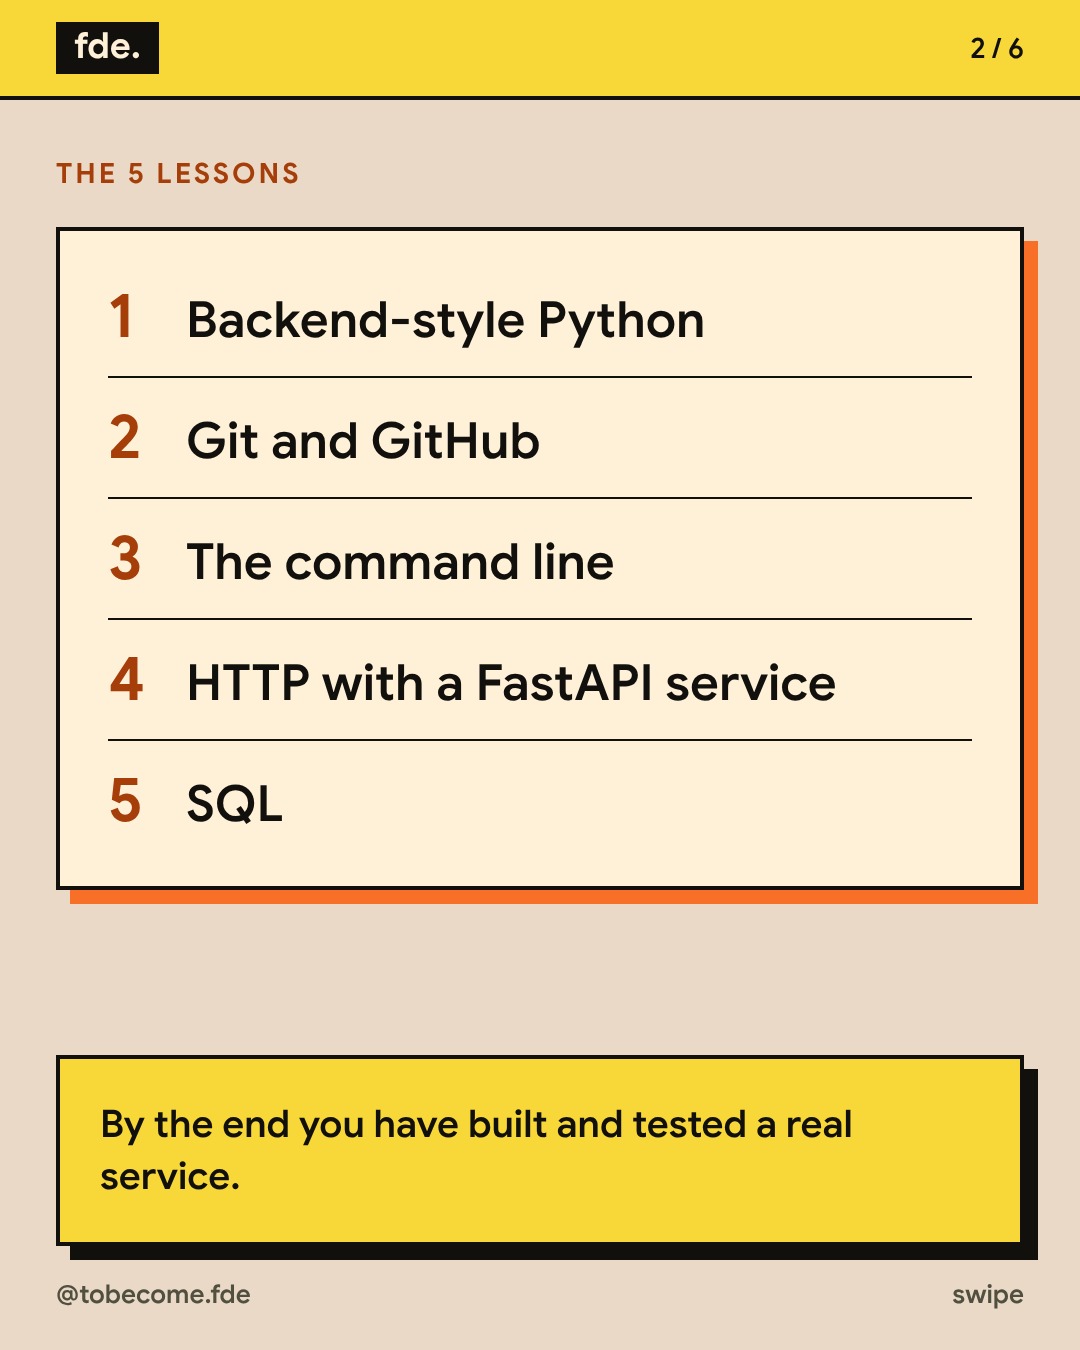 fde.
2 / 6
THE 5 LESSONS
1 Backend-style Python
2 Git and GitHub
3 The command line
4 HTTP with a FastAPI service
5 SQL
By the end you have built and tested a real
service.
@tobecome.fde
swipe